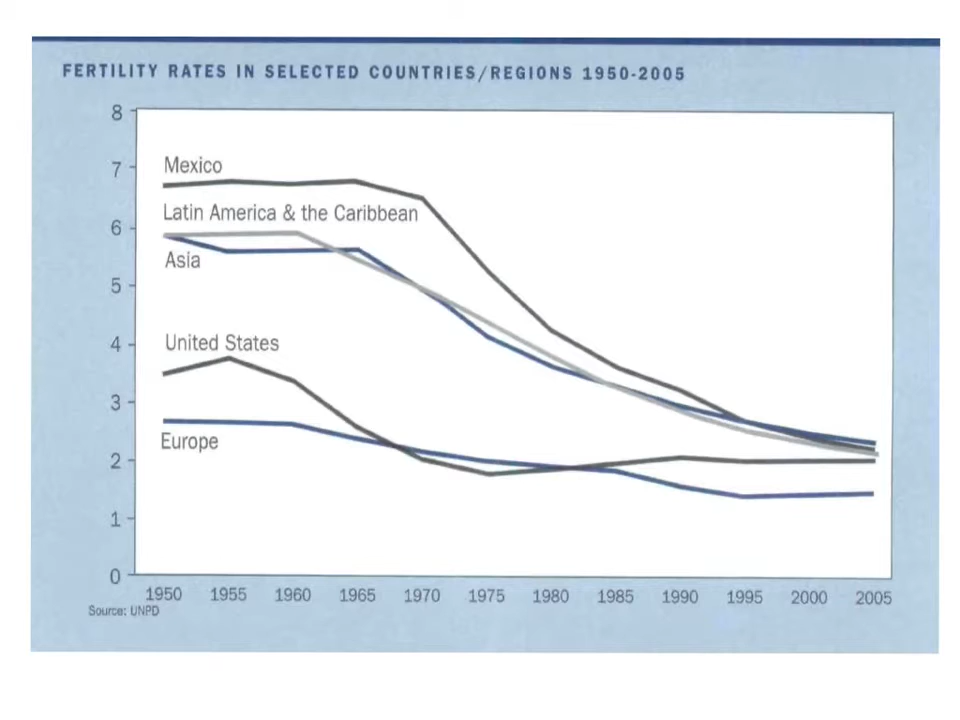 FERTILITY RATES IN SELECTED COUNTRIES/REGIONS 1950-2005
8
7
6
5
4
3
2
1
0
Mexico
Latin America & the Caribbean
Asia
United States
Europe
1950 1955 1960 1965 1970 1975 1980 1985 1990 1995 2000 2005
Source: UNPD